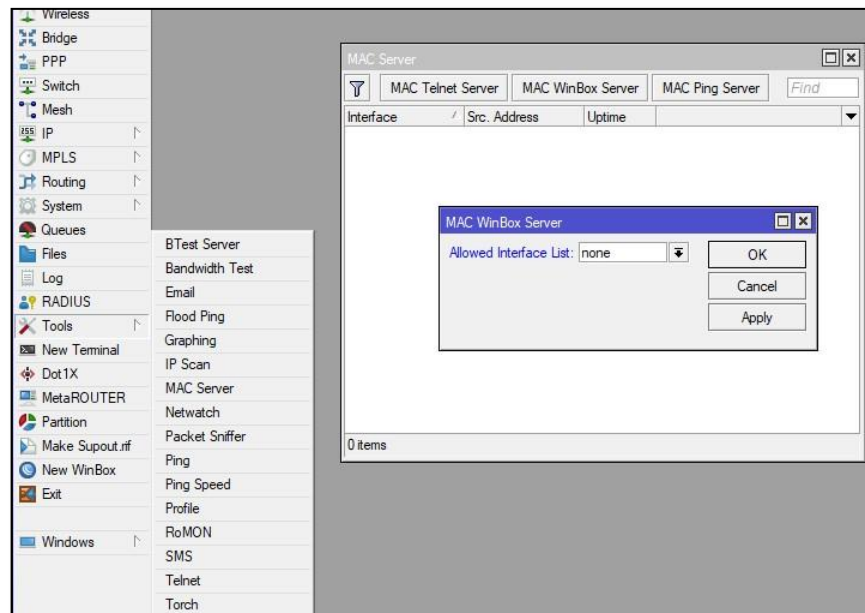 Wireless
Bridge
PPP
Switch
Mesh
255 IP
MPLS
Routing
System
Queues
Files
Log
RADIUS
Tools
New Terminal
Dot1X
MetaROUTER
Partition
Make Supout.rif
New WinBox
Exit
Windows
BTest Server
Bandwidth Test
Email
Flood Ping
Graphing
IP Scan
MAC Server
Netwatch
Packet Sniffer
Ping
Ping Speed
Profile
RoMON
SMS
Telnet
Torch
MAC Server
MAC Telnet Server MAC WinBox Server MAC Ping Server Find
Interface Src. Address Uptime
MAC WinBox Server
Allowed Interface List: none OK
Cancel
Apply
0 items